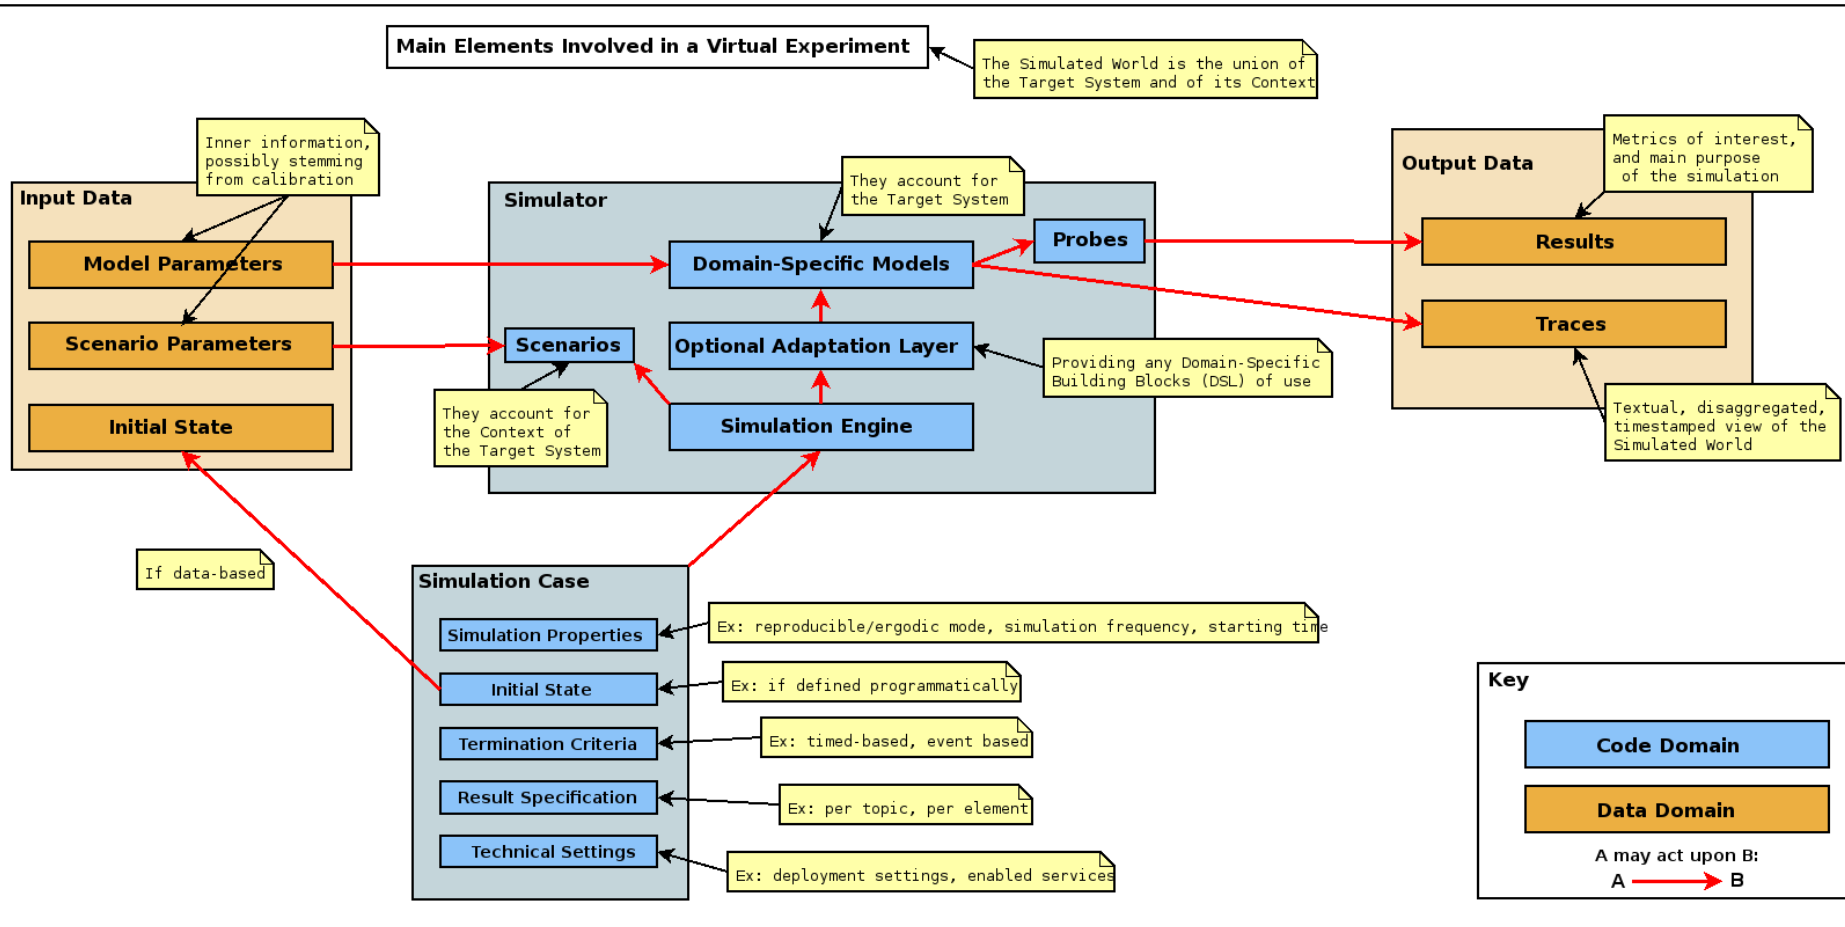 Main Elements Involved in a Virtual Experiment
The Simulated World is the union of
the Target System and of its Context
Inner information,
possibly stemming
from calibration
Input Data
Model Parameters
Scenario Parameters
Initial State
If data-based
Simulator
They account for
the Target System
Domain-Specific Models
Probes
Scenarios
Optional Adaptation Layer
Simulation Engine
They account for
the Context of
the Target System
Providing any Domain-Specific
Building Blocks (DSL) of use
Output Data
Metrics of interest,
and main purpose
of the simulation
Results
Traces
Textual, disaggregated,
timestamped view of the
Simulated World
Simulation Case
Simulation Properties
Ex: reproducible/ergodic mode, simulation frequency, starting time
Initial State
Ex: if defined programmatically
Termination Criteria
Ex: timed-based, event based
Result Specification
Ex: per topic, per element
Technical Settings
Ex: deployment settings, enabled services
Key
Code Domain
Data Domain
A may act upon B:
A B